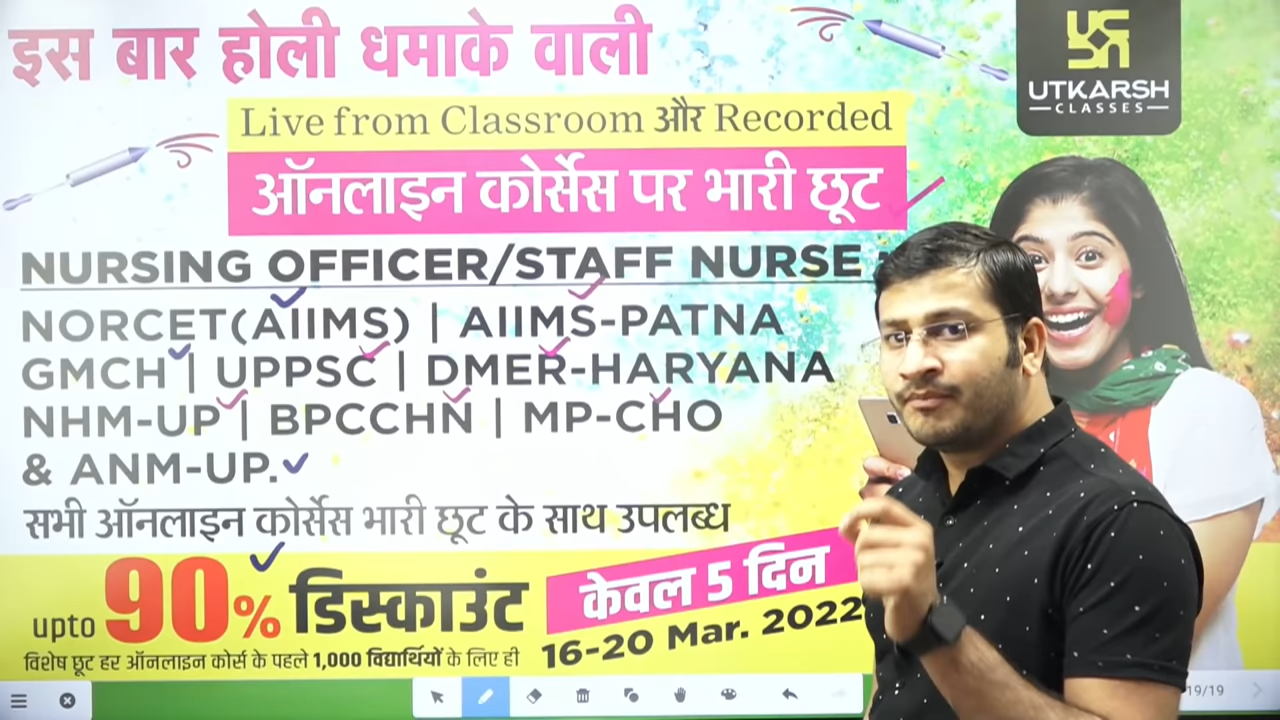 इस बार होली धमाके वाली
UTKARSH
CLASSES
Live from Classroom और Recorded
ऑनलाइन कोर्सेस पर भारी छूट
NURSING OFFICER/STAFF NURSE
NORCET(AIIMS) | AIIMS-PATNA
GMCH | UPPSC | DMER-HARYANA
NHM-UP | BPCCHN | MP-CHO
& ANM-UP.
सभी ऑनलाइन कोर्सेस भारी छूट के साथ उपलब्ध
upto 90% डिस्काउंट
केवल 5 दिन
16-20 Mar. 2022
विशेष छूट हर ऑनलाइन कोर्स के पहले 1,000 विद्यार्थियों के लिए ही
19/19